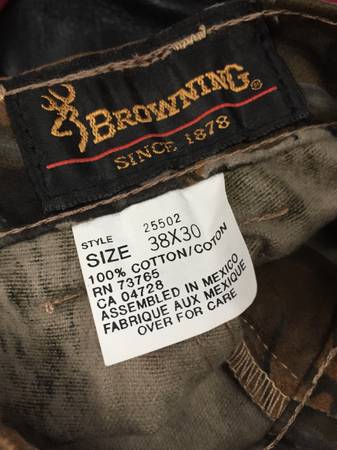 BROWNING®
SINCE 1878
STYLE 25502
SIZE 38X30
100% COTTON/COTON
RN 73765
CA 04728
ASSEMBLED IN MEXICO
FABRIQUE AUX MEXIQUE
OVER FOR CARE